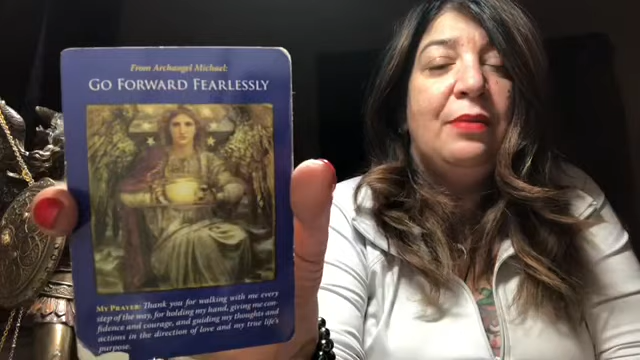 From Archangel Michael:
GO FORWARD FEARLESSLY
MY PRAYER: Thank you for walking with me every
step of the way, for holding my hand, giving me con-
fidence and courage, and guiding my thoughts and
actions in the direction of love and my true life's
purpose.